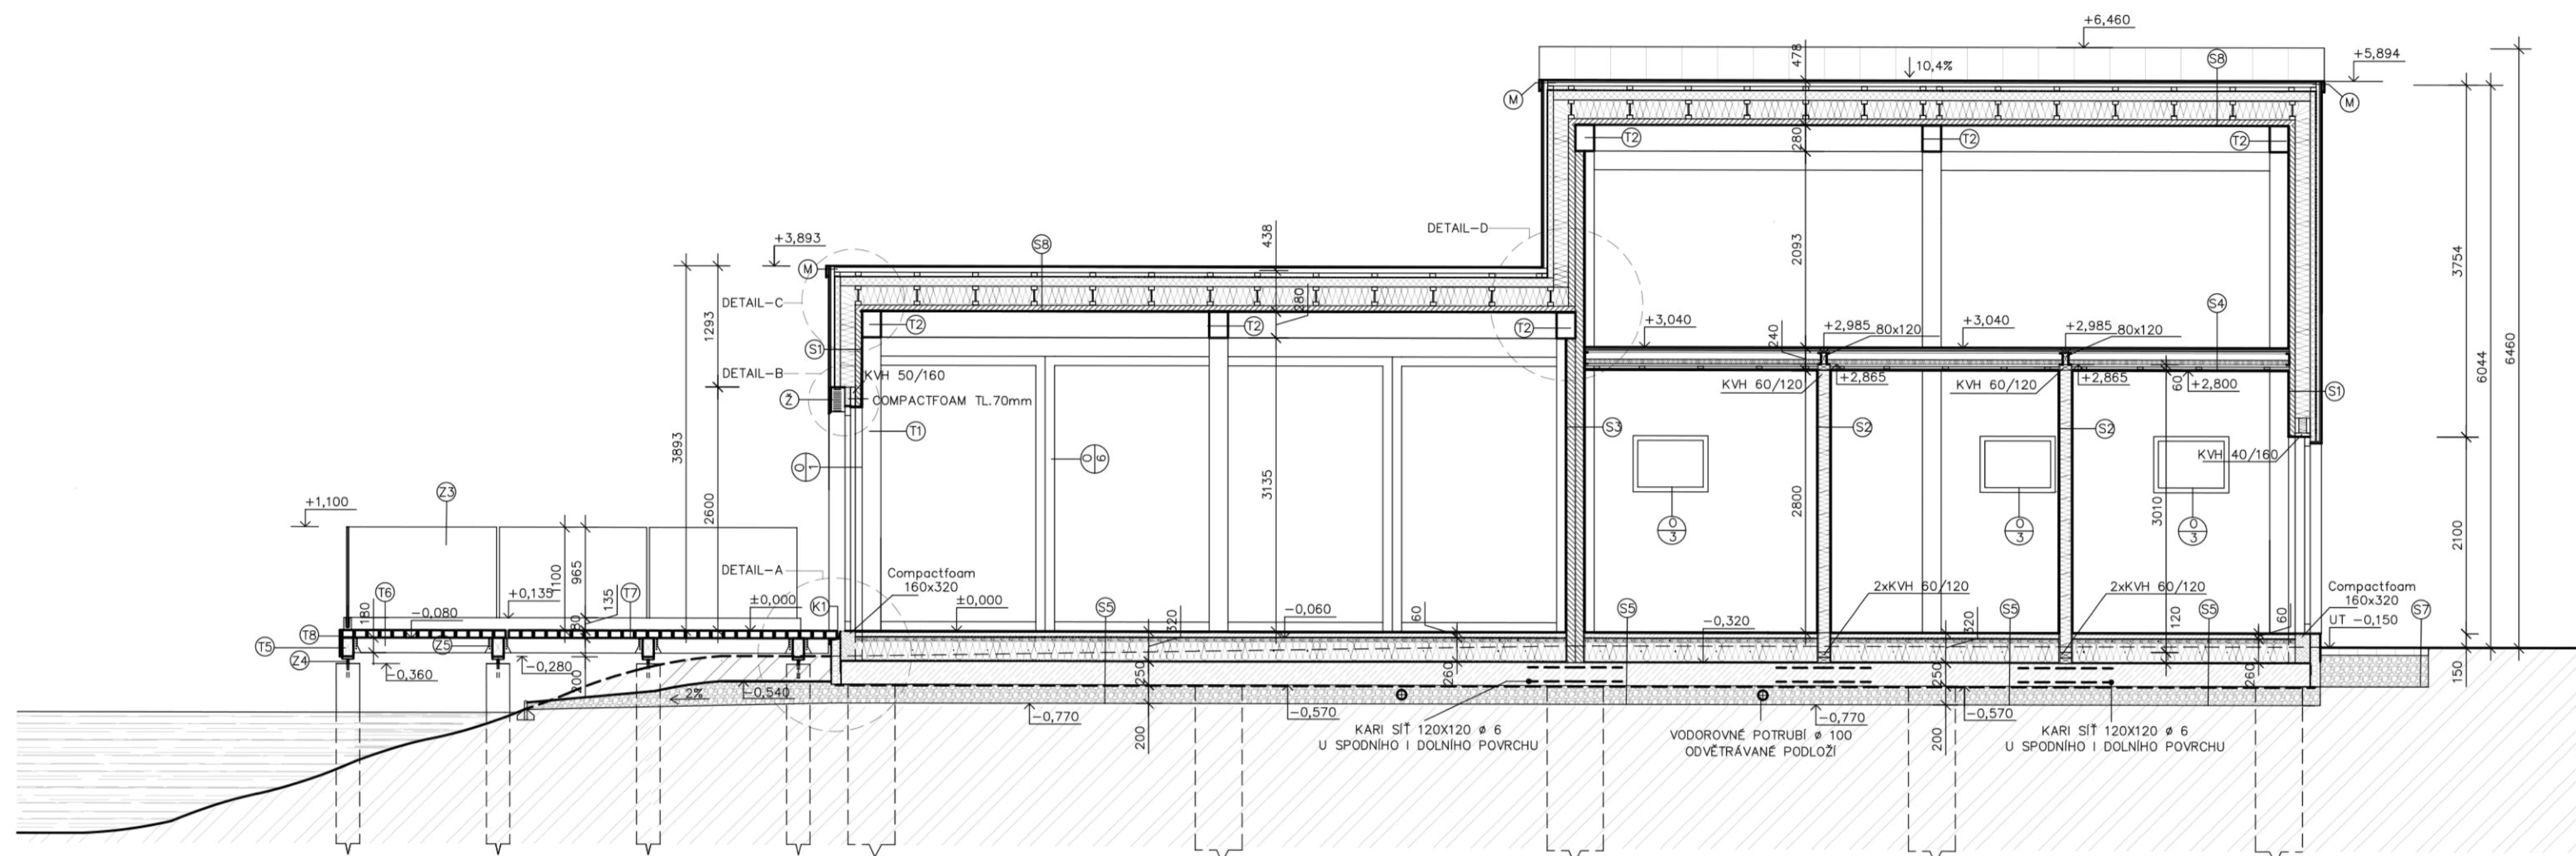 +6,460
478
S8
+5,894
10,4%
M
M
T2
T2
T2
280
2093
3754
6044
6460
DETAIL-D
+3,893
M
S8
438
280
DETAIL-C
1293
T2
T2
T2
S1
DETAIL-B
KVH 50/160
Ž
COMPACTFOAM TL.70mm
T1
3893
2600
+3,040
240
+2,985
80x120
+3,040
+2,985
80x120
S4
KVH 60/120
+2,865
KVH 60/120
+2,865
60
+2,800
S1
S3
S2
S2
KVH 40/160
O
1
O
6
3135
2800
3010
O
3
O
3
O
3
2100
+1,100
Z3
1100
965
DETAIL-A
Compactfoam
160x320
2xKVH 60/120
2xKVH 60/120
Compactfoam
160x320
T6
180
-0,080
+0,135
135
80
T7
±0,000
K1
±0,000
S5
320
-0,060
60
S5
-0,320
320
S5
120
S5
60
UT -0,150
S7
T8
T5
Z4
Z5
-0,360
-0,280
200
2%
-0,540
250
260
250
260
150
-0,770
200
-0,570
KARI SÍŤ 120X120 ø 6
U SPODNÍHO I DOLNÍHO POVRCHU
VODOROVNÉ POTRUBÍ ø 100
ODVĚTRÁVANÉ PODLOŽÍ
-0,770
200
-0,570
KARI SÍŤ 120X120 ø 6
U SPODNÍHO I DOLNÍHO POVRCHU